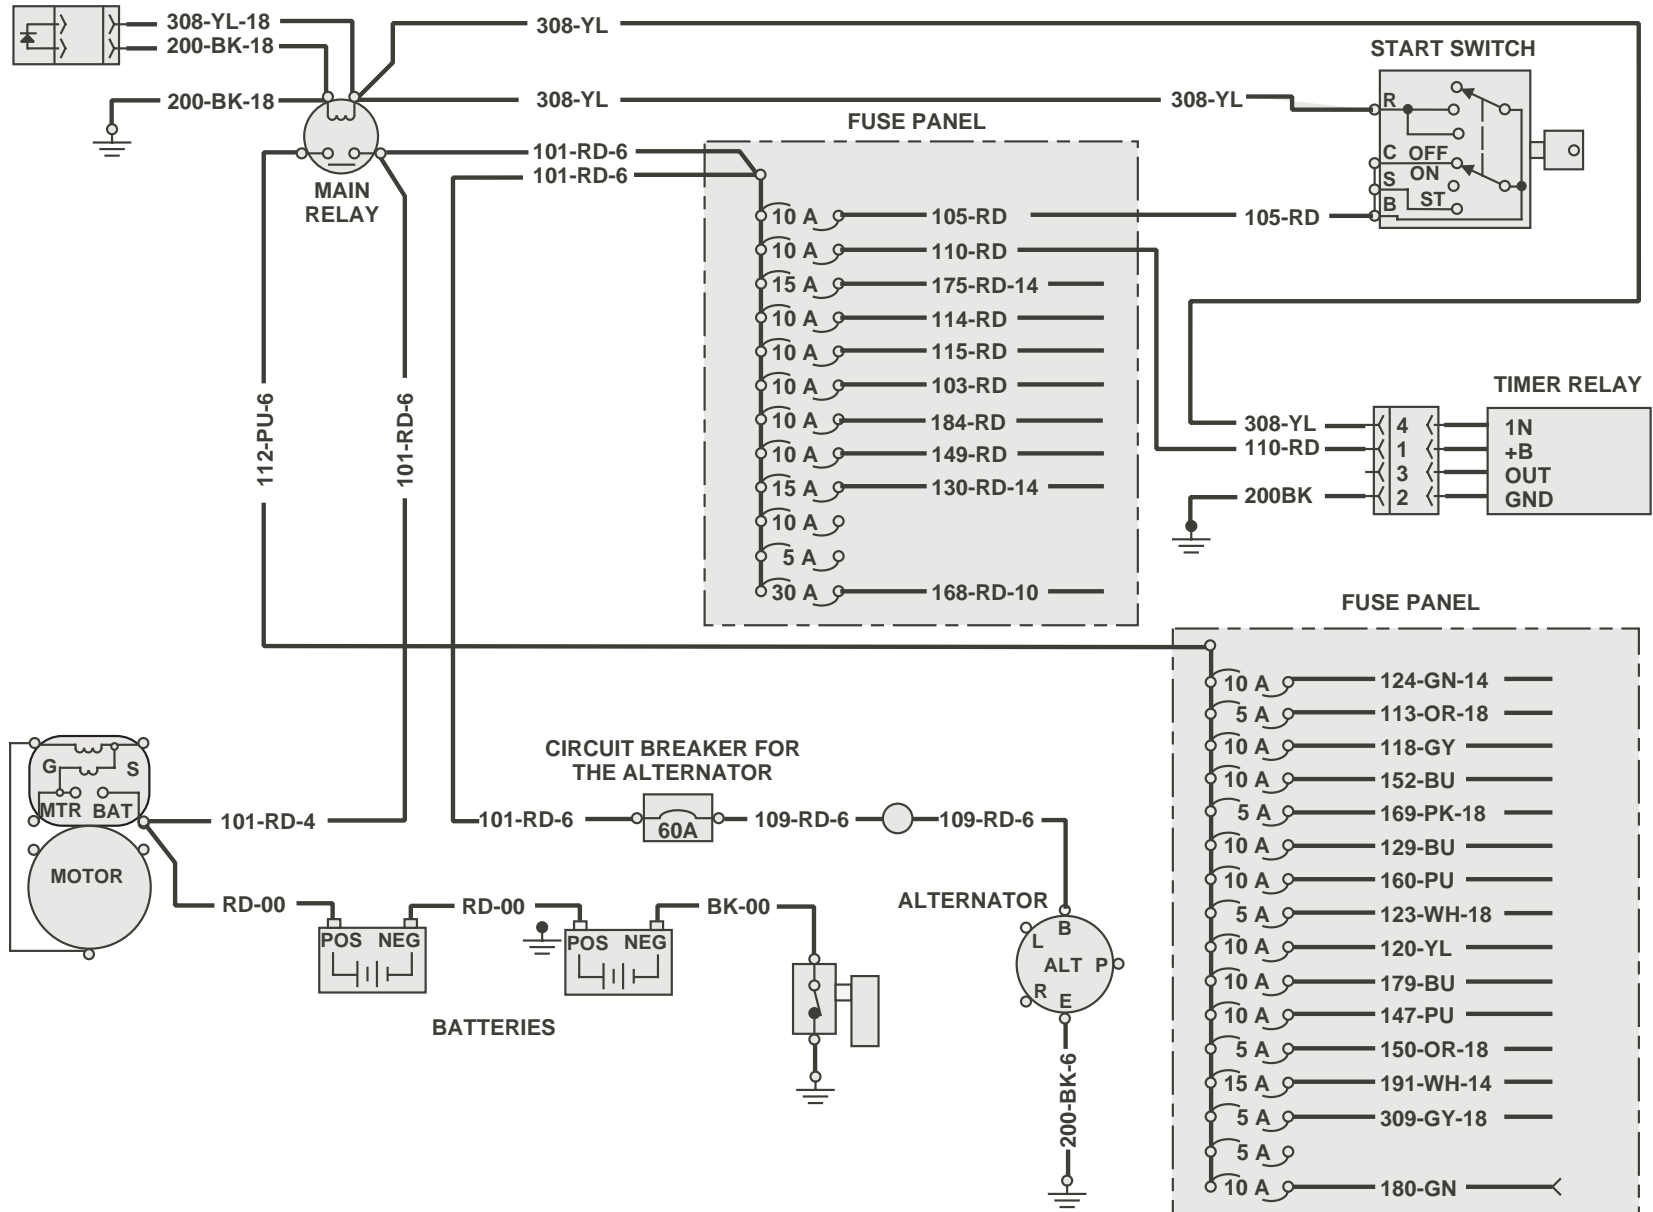 308-YL-18
200-BK-18
200-BK-18
308-YL
308-YL
308-YL
START SWITCH
R
C
OFF
ON
S
ST
B
MAIN
RELAY
101-RD-6
101-RD-6
112-PU-6
101-RD-6
FUSE PANEL
10 A 105-RD
10 A 110-RD
15 A 175-RD-14
10 A 114-RD
10 A 115-RD
10 A 103-RD
10 A 184-RD
10 A 149-RD
15 A 130-RD-14
10 A
5 A
30 A 168-RD-10
105-RD
TIMER RELAY
308-YL 4 1N
110-RD 1 +B
3 OUT
200BK 2 GND
FUSE PANEL
10 A 124-GN-14
5 A 113-OR-18
10 A 118-GY
10 A 152-BU
5 A 169-PK-18
10 A 129-BU
10 A 160-PU
5 A 123-WH-18
10 A 120-YL
10 A 179-BU
10 A 147-PU
5 A 150-OR-18
15 A 191-WH-14
5 A 309-GY-18
5 A
10 A 180-GN
G S
MTR BAT
MOTOR
101-RD-4
CIRCUIT BREAKER FOR
THE ALTERNATOR
101-RD-6
60A
109-RD-6
109-RD-6
RD-00
POS NEG
RD-00
POS NEG
BK-00
BATTERIES
ALTERNATOR
B
L
ALT P
R
E
200-BK-6